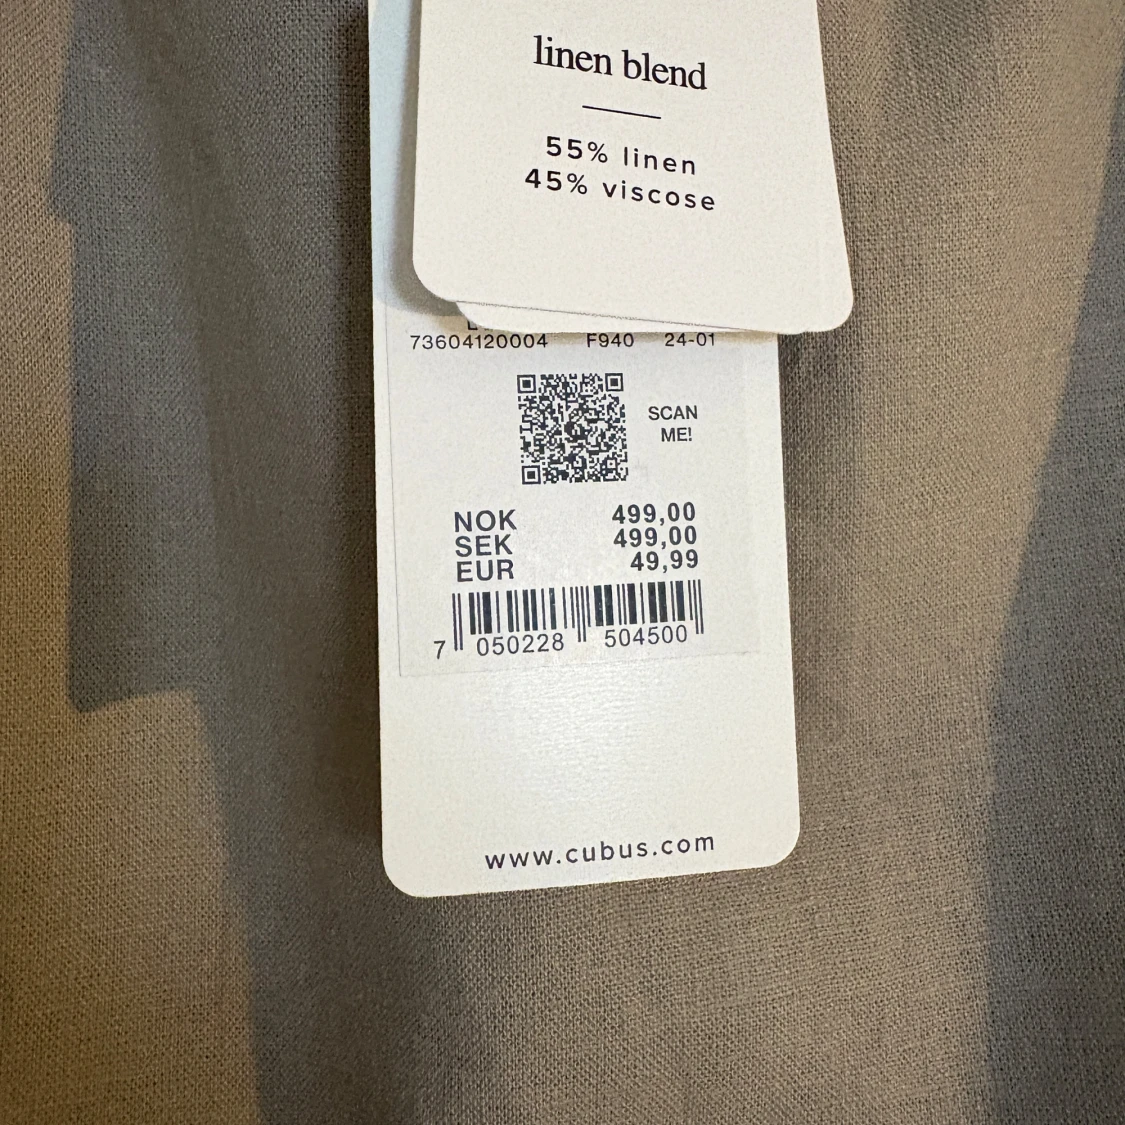 linen blend
55% linen
45% viscose
73604120004 F940 24-01
SCAN
ME!
NOK 499,00
SEK 499,00
EUR 49,99
7 050228 504500
www.cubus.com